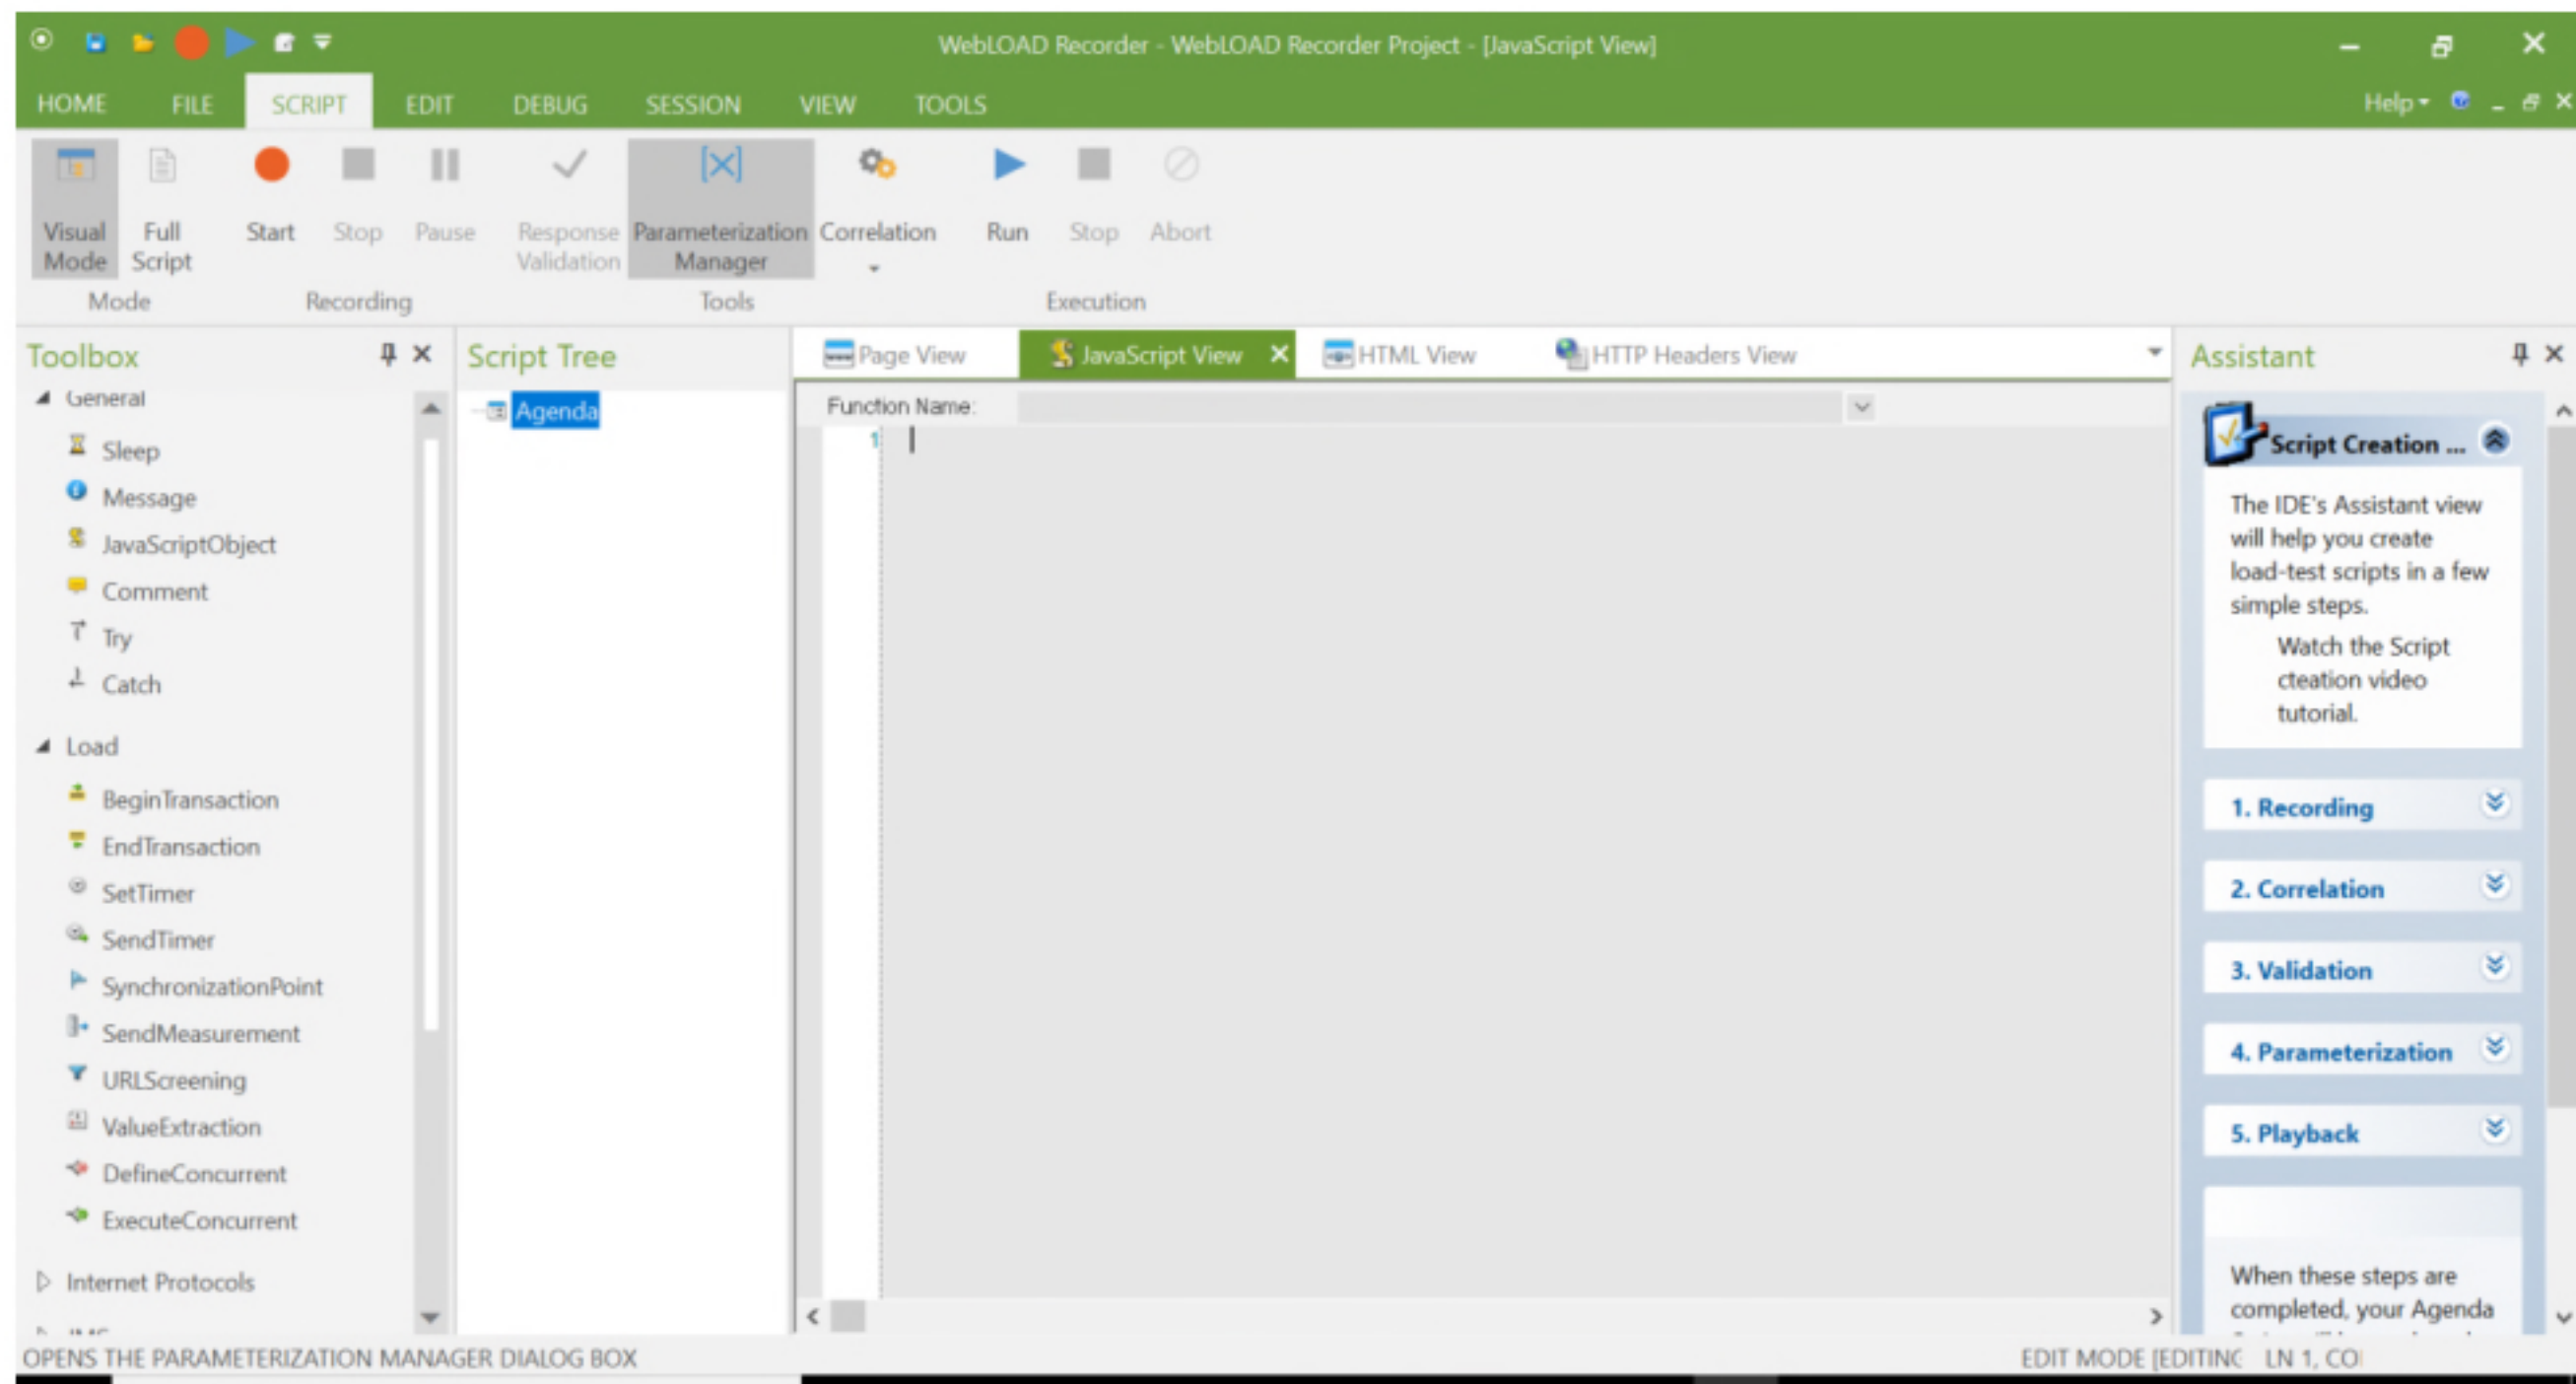 WebLOAD Recorder - WebLOAD Recorder Project - [JavaScript View]
HOME FILE SCRIPT EDIT DEBUG SESSION VIEW TOOLS Help
Visual Mode
Full Script
Start
Stop
Pause
Response Validation
Parameterization Manager
Correlation
Run
Stop
Abort
Mode Recording Tools Execution
Toolbox
General
Sleep
Message
JavaScriptObject
Comment
Try
Catch
Load
BeginTransaction
EndTransaction
SetTimer
SendTimer
SynchronizationPoint
SendMeasurement
URLScreening
ValueExtraction
DefineConcurrent
ExecuteConcurrent
Internet Protocols
Script Tree
Agenda
Page View JavaScript View HTML View HTTP Headers View
Function Name:
1
Assistant
Script Creation ...
The IDE's Assistant view
will help you create
load-test scripts in a few
simple steps.
Watch the Script
cteation video
tutorial.
1. Recording
2. Correlation
3. Validation
4. Parameterization
5. Playback
When these steps are
completed, your Agenda
OPENS THE PARAMETERIZATION MANAGER DIALOG BOX
EDIT MODE [EDITING LN 1, CO